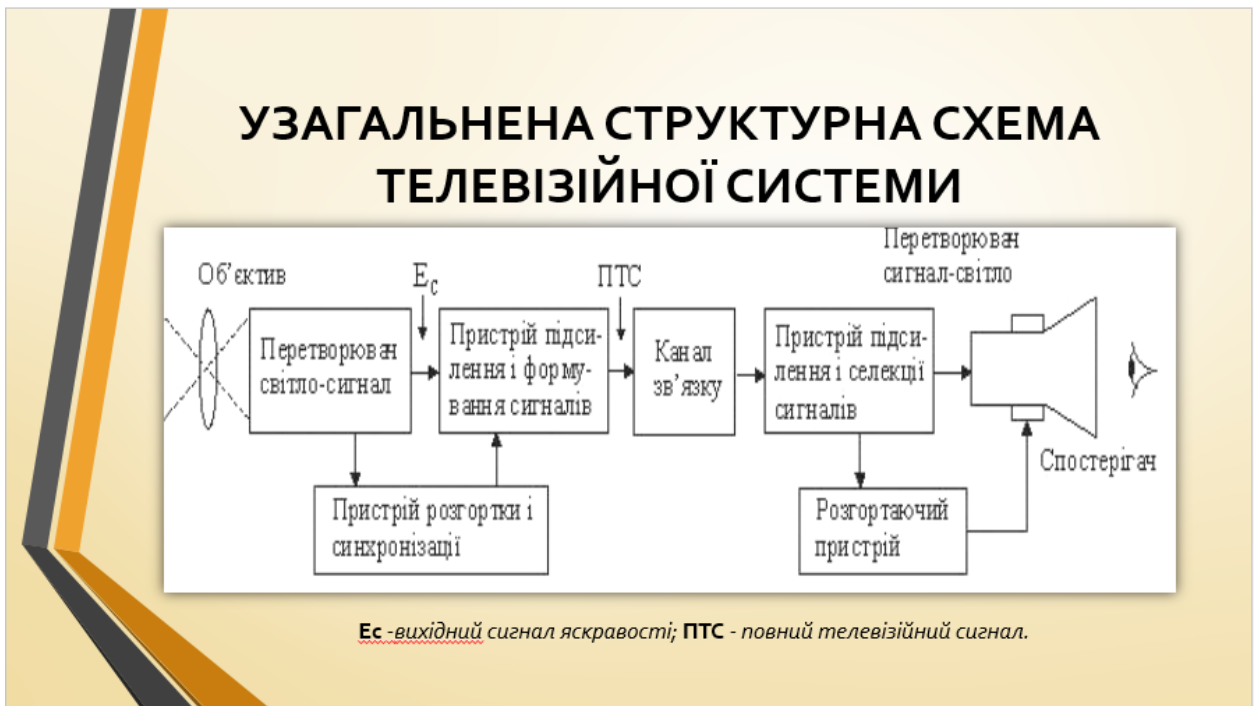 УЗАГАЛЬНЕНА СТРУКТУРНА СХЕМА
ТЕЛЕВІЗІЙНОЇ СИСТЕМИ
Об’єктив
Eс
ПТС
Перетворювач
сигнал-світло
Перетворювач
світло-сигнал
Пристрій підси-
лення і форму-
вання сигналів
Канал
зв’язку
Пристрій підси-
лення і селекції
сигналів
Спостерігач
Пристрій розгортки і
синхронізації
Розгортаючий
пристрій
Ес -вихідний сигнал яскравості; ПТС - повний телевізійний сигнал.